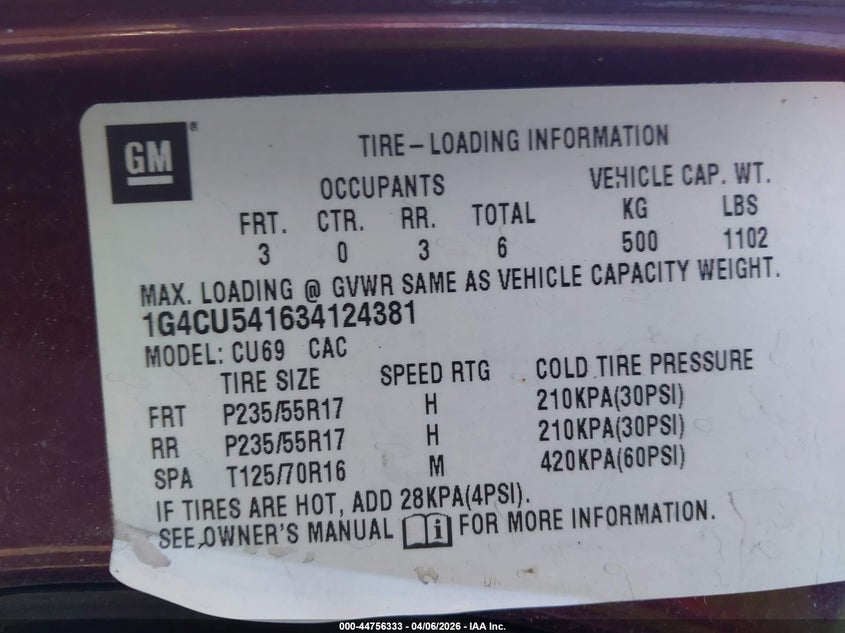 GM ®
TIRE – LOADING INFORMATION
OCCUPANTS VEHICLE CAP. WT.
FRT. CTR. RR. TOTAL KG LBS
3 0 3 6 500 1102
MAX. LOADING @ GVWR SAME AS VEHICLE CAPACITY WEIGHT.
1G4CU541634124381
MODEL: CU69 CAC
TIRE SIZE SPEED RTG COLD TIRE PRESSURE
FRT P235/55R17 H 210KPA(30PSI)
RR P235/55R17 H 210KPA(30PSI)
SPA T125/70R16 M 420KPA(60PSI)
IF TIRES ARE HOT, ADD 28KPA(4PSI).
SEE OWNER'S MANUAL i FOR MORE INFORMATION.
000-44756333 - 04/06/2026 - IAA Inc.